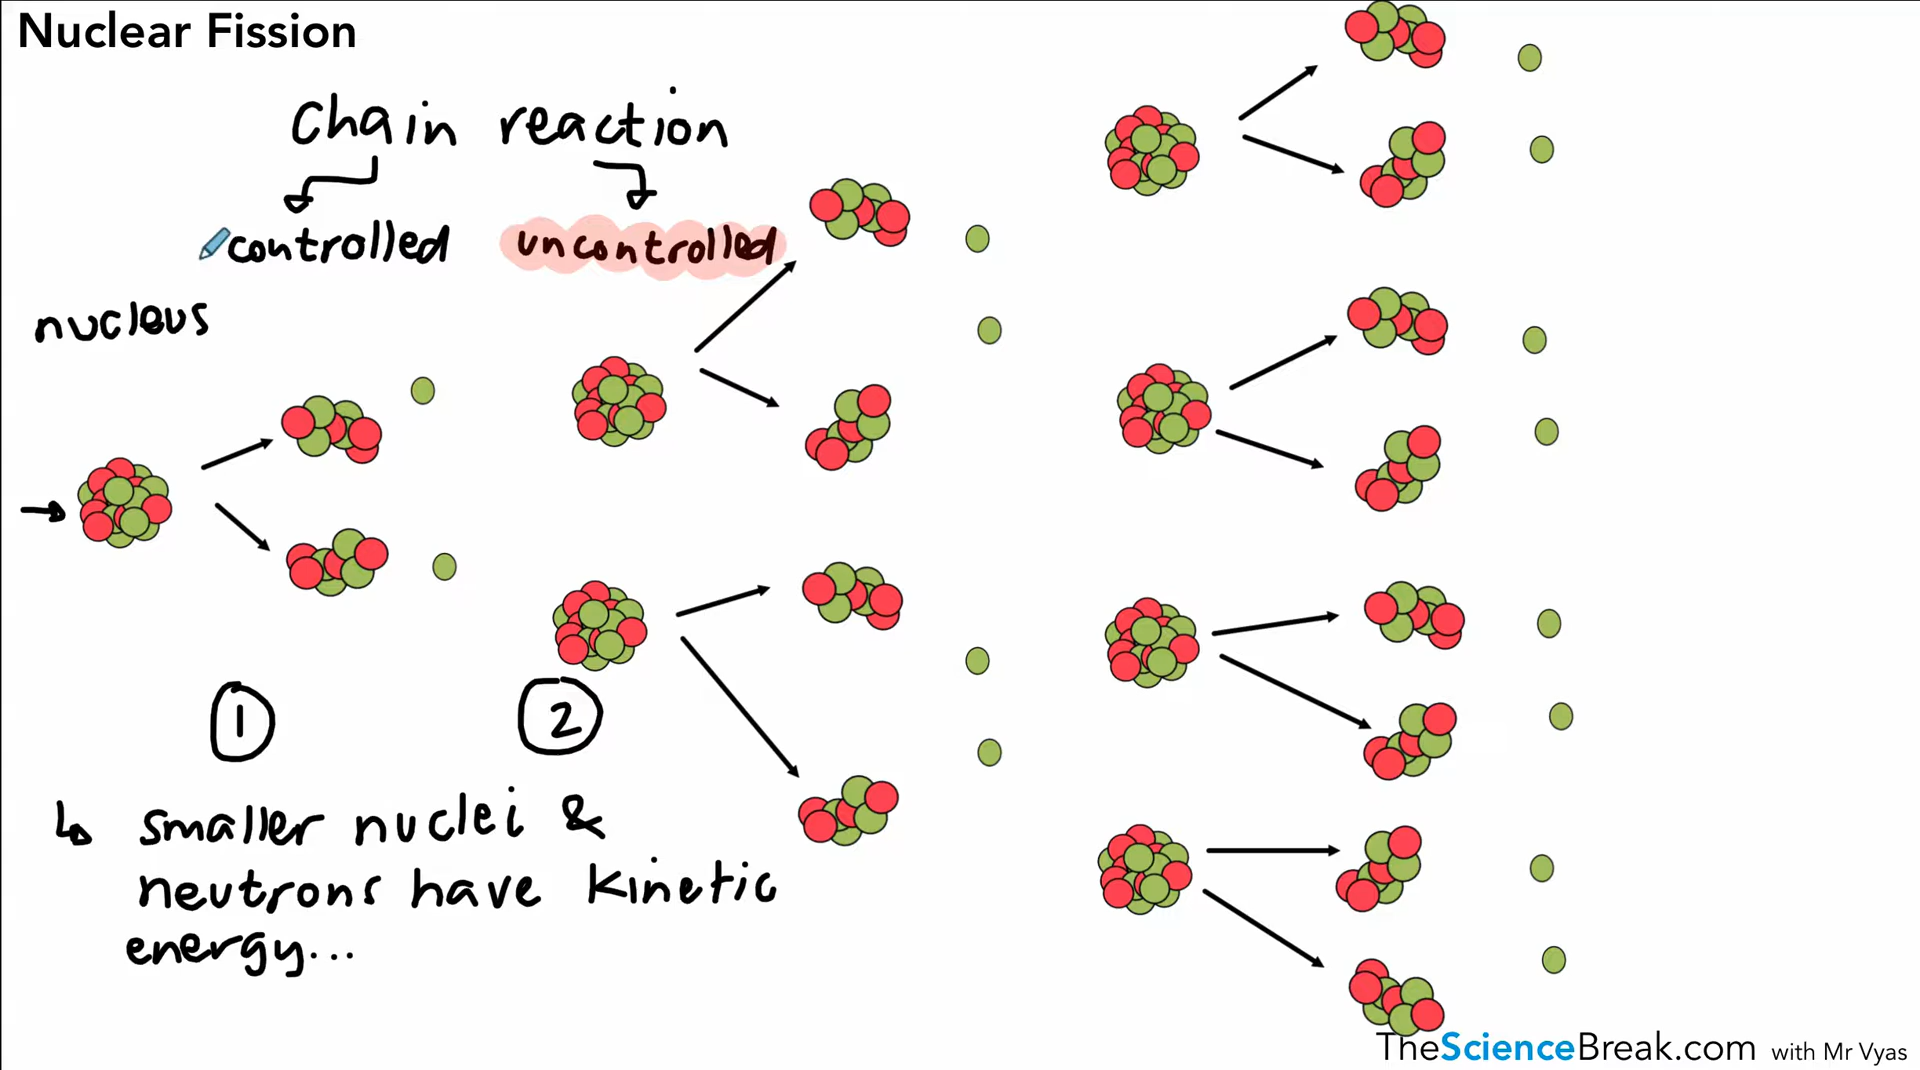 Nuclear Fission
Chain reaction
controlled uncontrolled
nucleus
1 2
↳ smaller nuclei &
neutrons have kinetic
energy...
TheScienceBreak.com with Mr Vyas